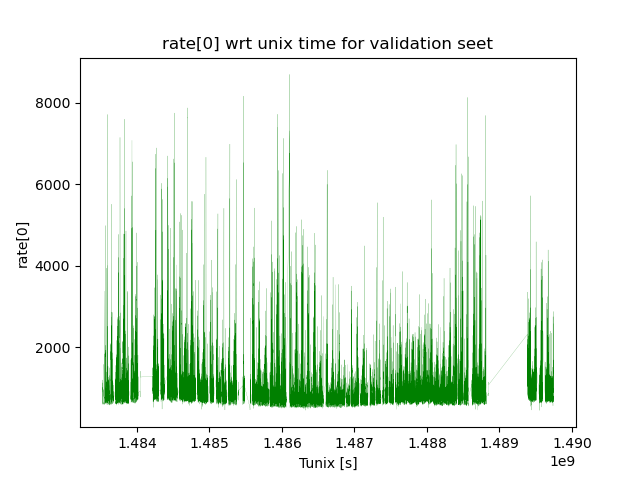 rate[0] wrt unix time for validation seet
8000
6000
4000
2000
rate[0]
1.484 1.485 1.486 1.487 1.488 1.489 1.490
Tunix [s]
1e9